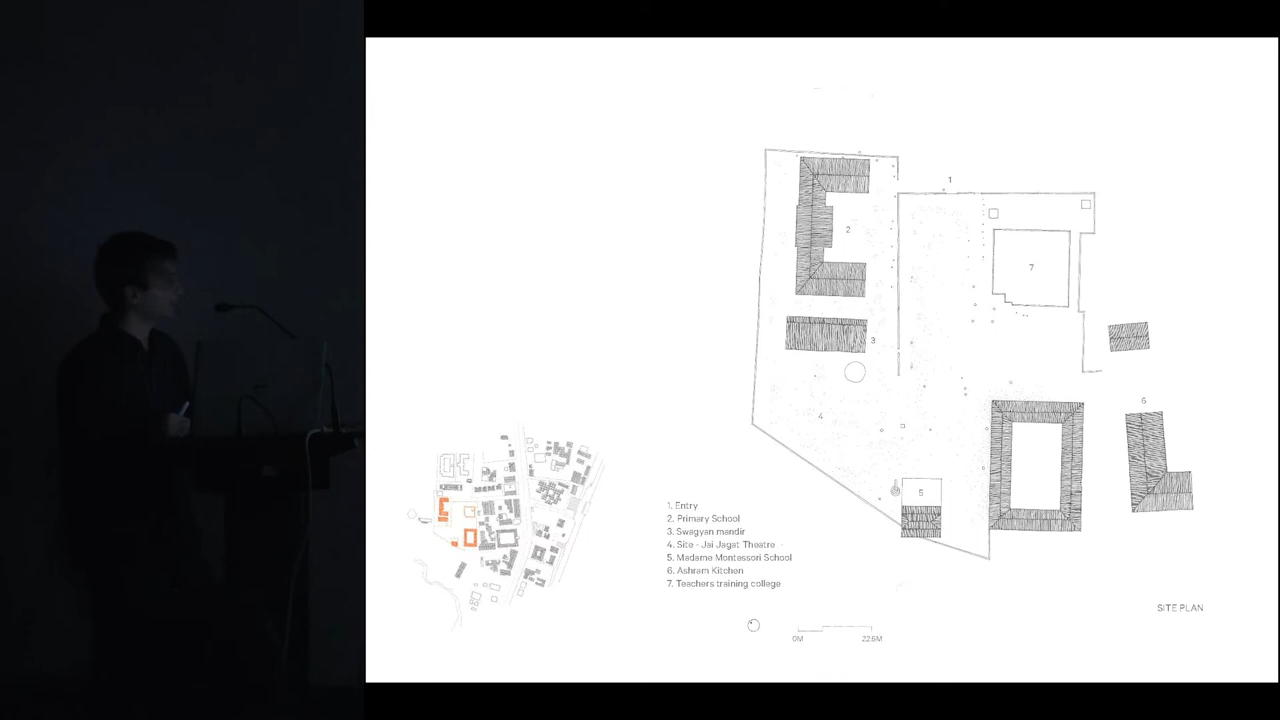 1
2
7
3
6
4
5
1. Entry
2. Primary School
3. Swagyan mandir
4. Site - Jai Jagat Theatre
5. Madame Montessori School
6. Ashram Kitchen
7. Teachers training college
SITE PLAN
0M 22.5M